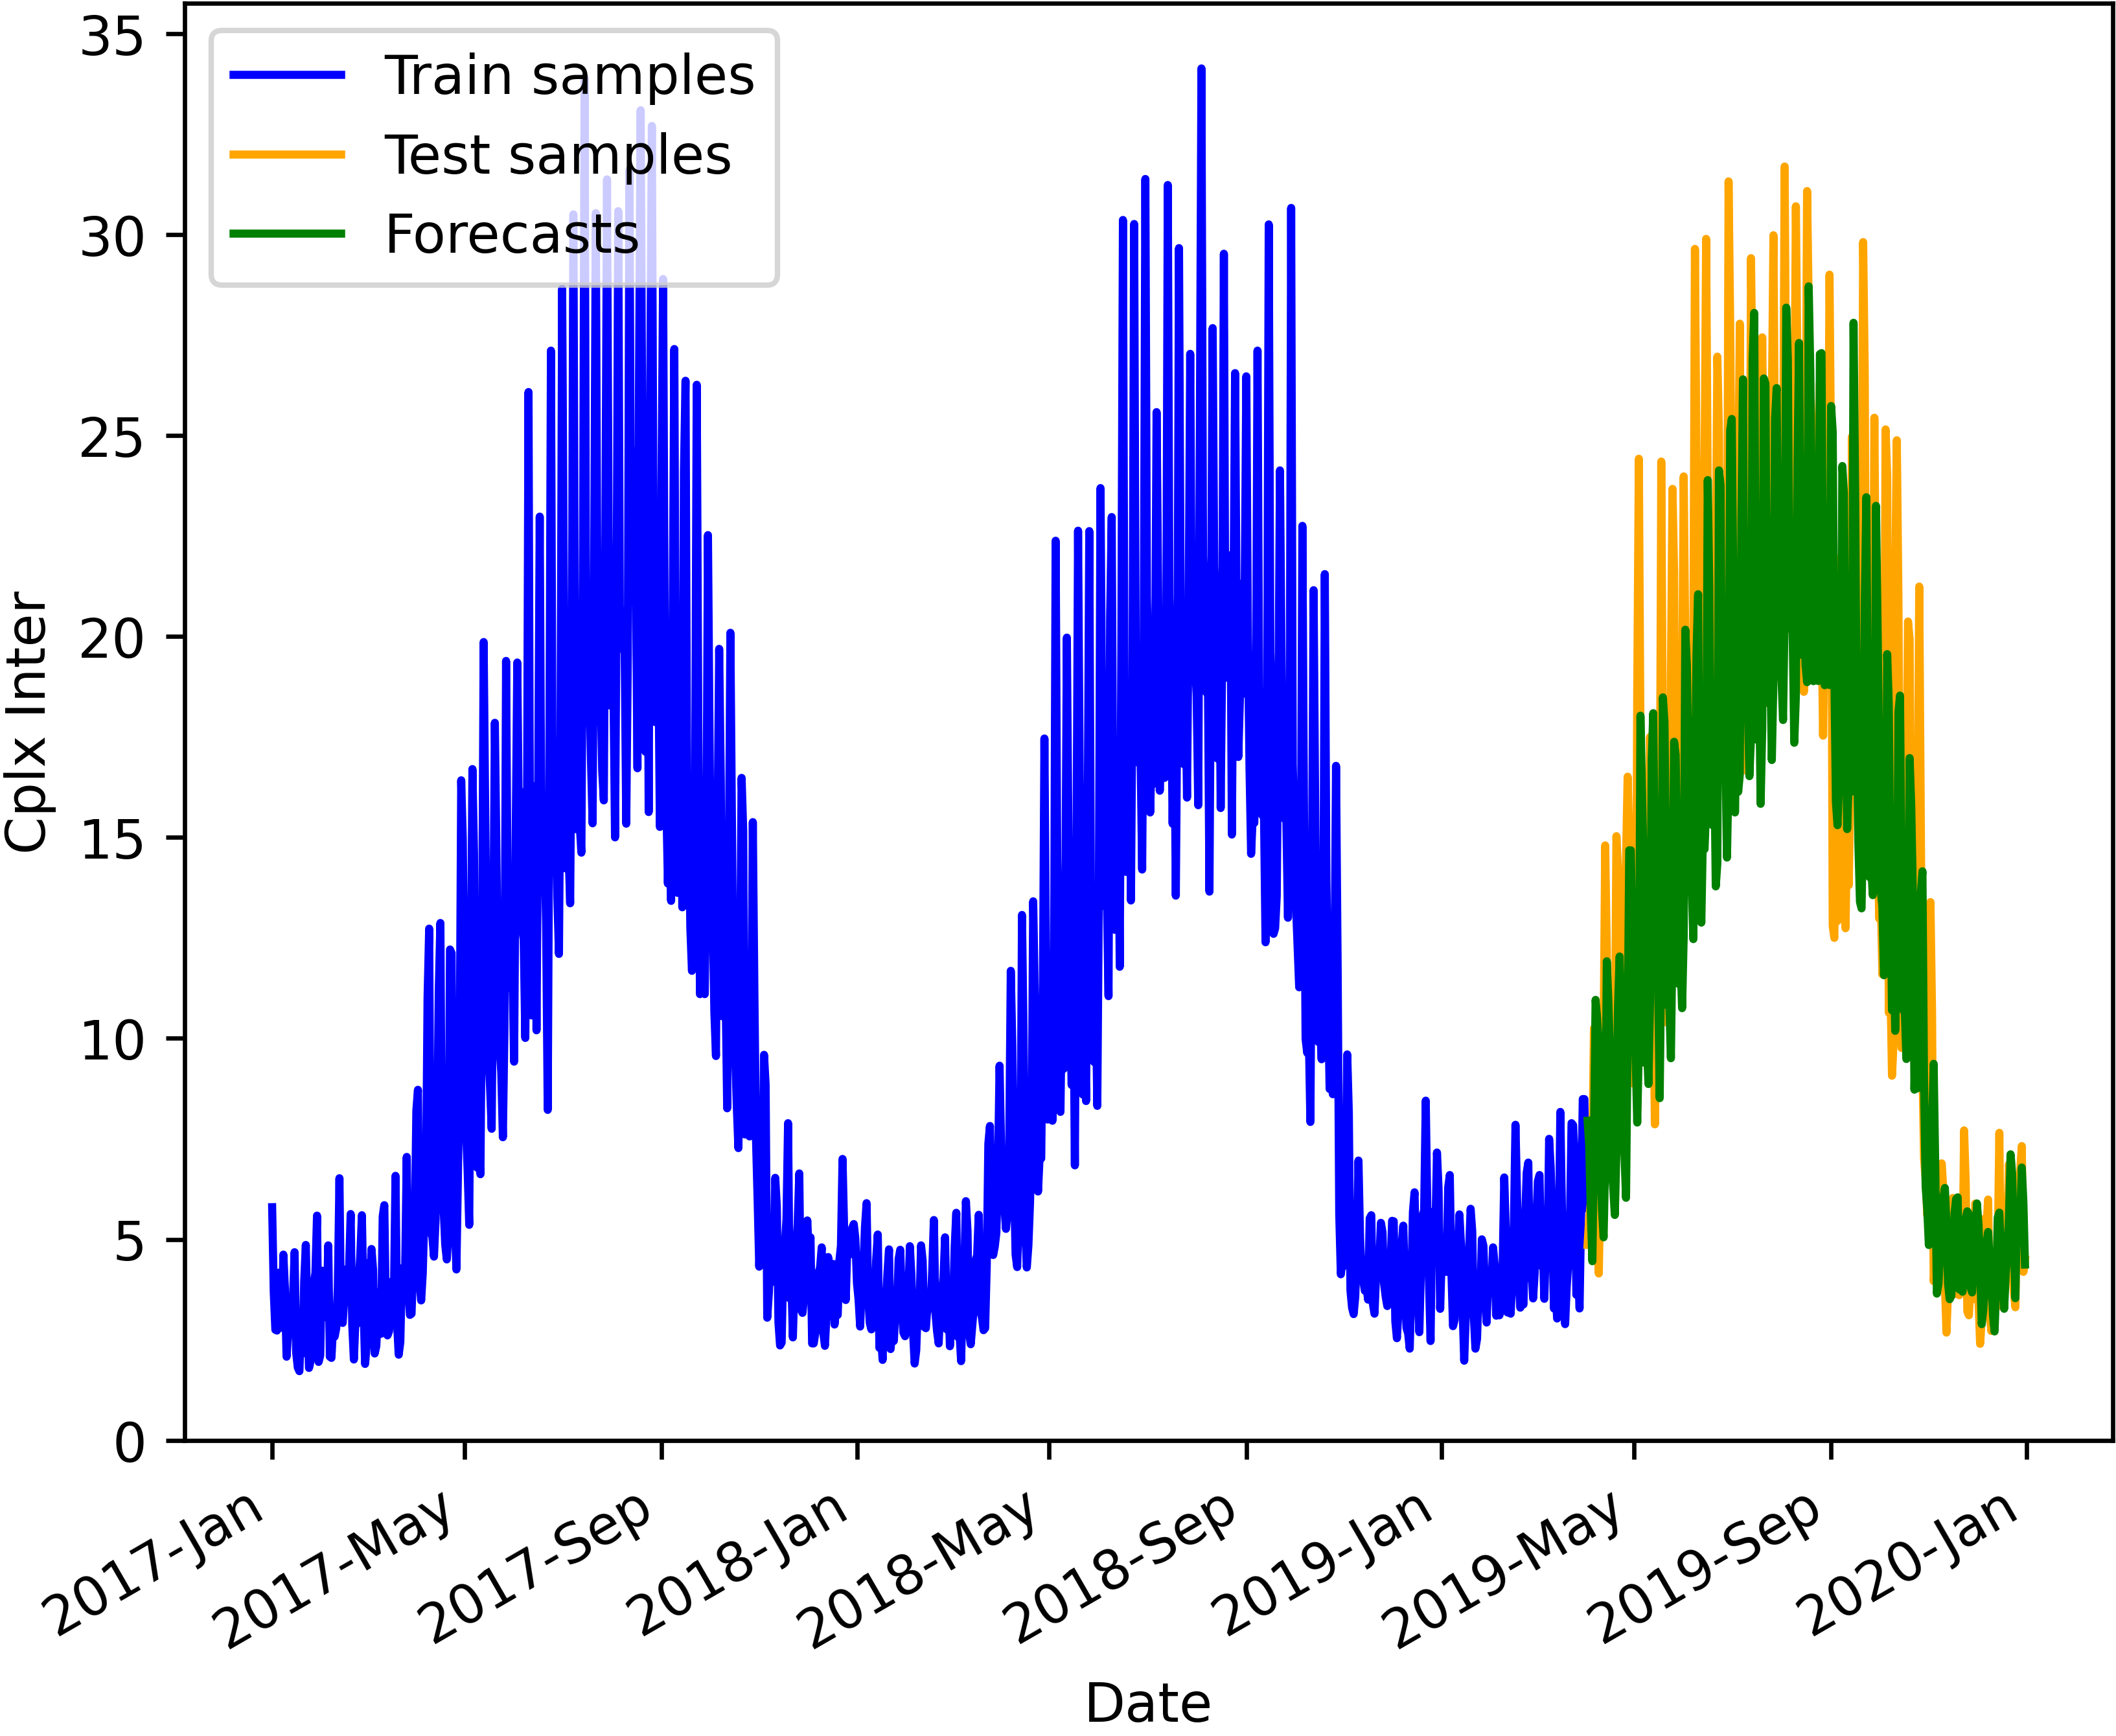 35
30
25
20
15
10
5
0
Train samples
Test samples
Forecasts
Cplx Inter
2017-Jan
2017-May
2017-Sep
2018-Jan
2018-May
2018-Sep
2019-Jan
2019-May
2019-Sep
2020-Jan
Date